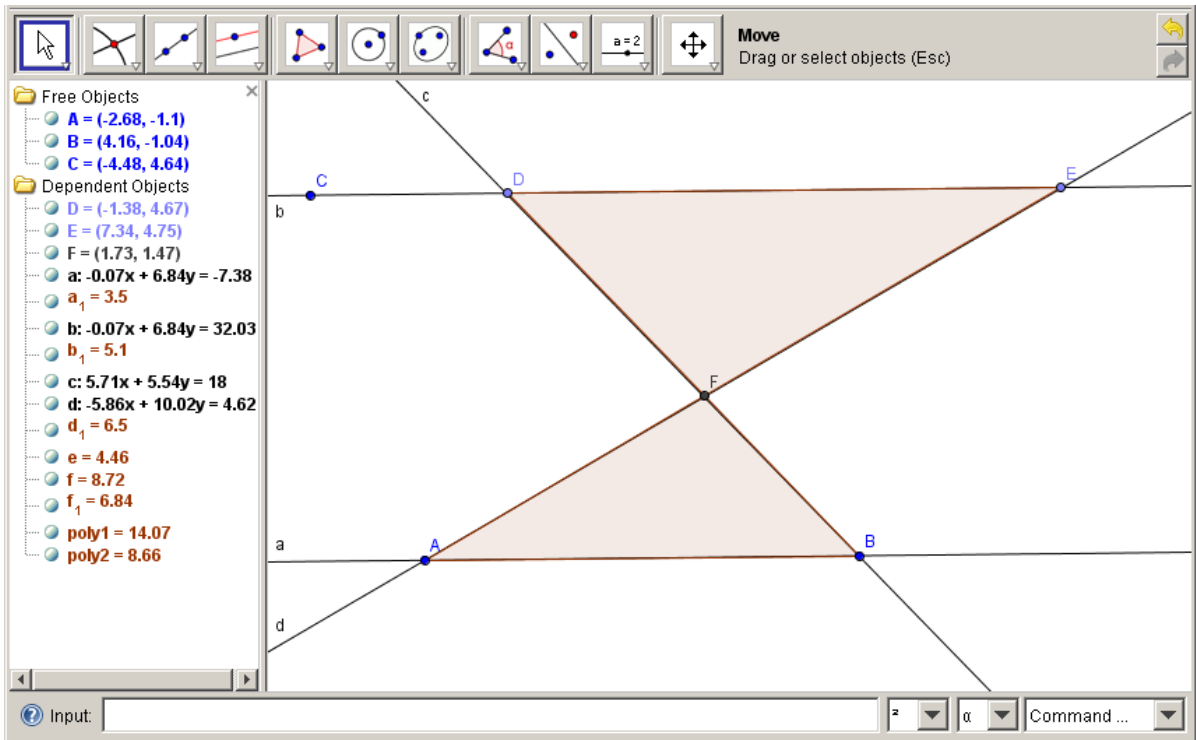 α
a = 2
Move
Drag or select objects (Esc)
Free Objects
A = (-2.68, -1.1)
B = (4.16, -1.04)
C = (-4.48, 4.64)
Dependent Objects
D = (-1.38, 4.67)
E = (7.34, 4.75)
F = (1.73, 1.47)
a: -0.07x + 6.84y = -7.38
a₁ = 3.5
b: -0.07x + 6.84y = 32.03
b₁ = 5.1
c: 5.71x + 5.54y = 18
d: -5.86x + 10.02y = 4.62
d₁ = 6.5
e = 4.46
f = 8.72
f₁ = 6.84
poly1 = 14.07
poly2 = 8.66
c
C
D
E
b
F
a
A
B
d
Input:
²
α
Command ...